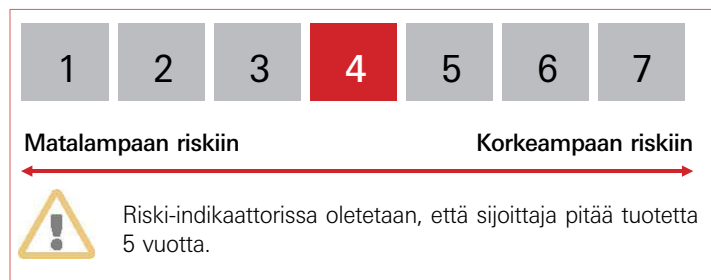 1 2 3 4 5 6 7
Matalampaan riskiin Korkeampaan riskiin
Riski-indikaattorissa oletetaan, että sijoittaja pitää tuotetta
5 vuotta.